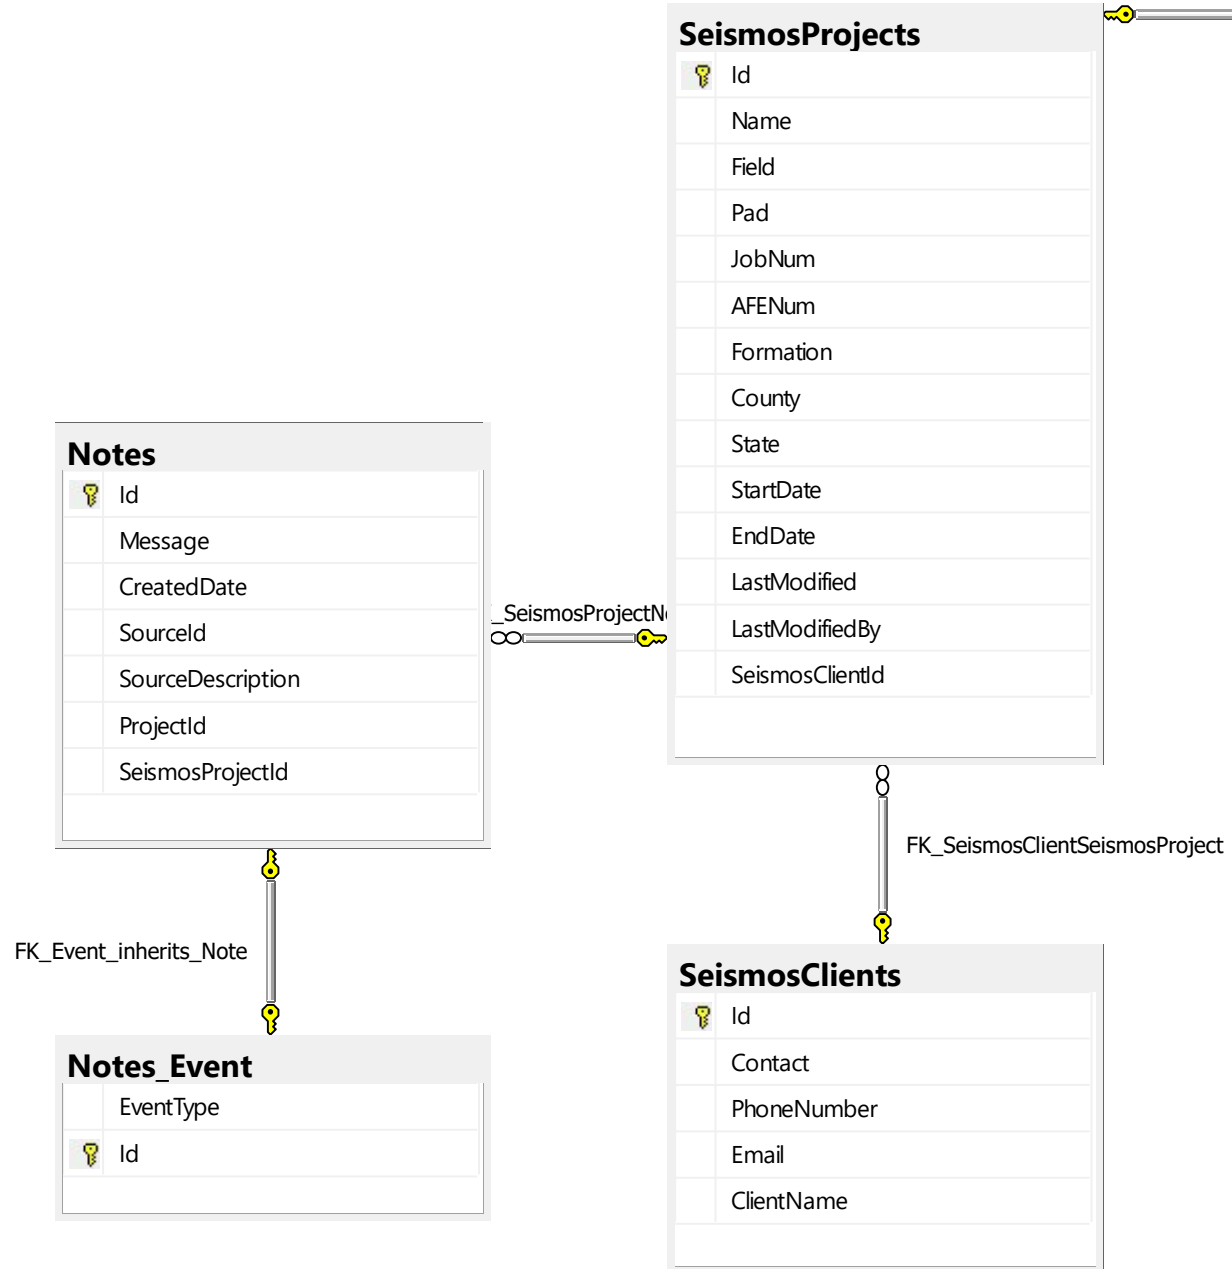 SeismosProjects
Id
Name
Field
Pad
JobNum
AFENum
Formation
County
State
StartDate
EndDate
LastModified
LastModifiedBy
SeismosClientId
Notes
Id
Message
CreatedDate
SourceId
SourceDescription
ProjectId
SeismosProjectId
_SeismosProjectN
FK_SeismosClientSeismosProject
FK_Event_inherits_Note
Notes_Event
EventType
Id
SeismosClients
Id
Contact
PhoneNumber
Email
ClientName